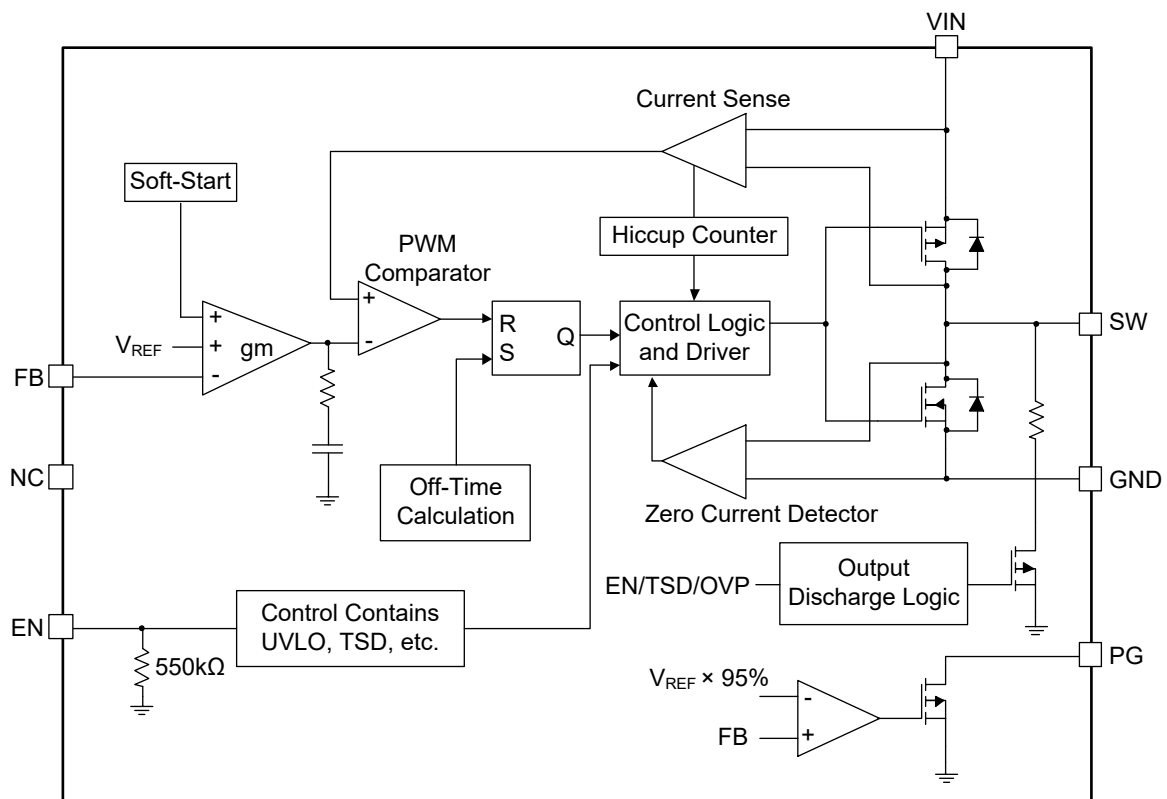 VIN
Current Sense
Soft-Start
Hiccup Counter
PWM
Comparator
+
+
-
gm
VREF
+
-
R
S
Q
Control Logic
and Driver
SW
FB
NC
Off-Time
Calculation
Zero Current Detector
GND
EN/TSD/OVP
Output
Discharge Logic
EN
Control Contains
UVLO, TSD, etc.
550kΩ
PG
VREF × 95%
-
FB
+